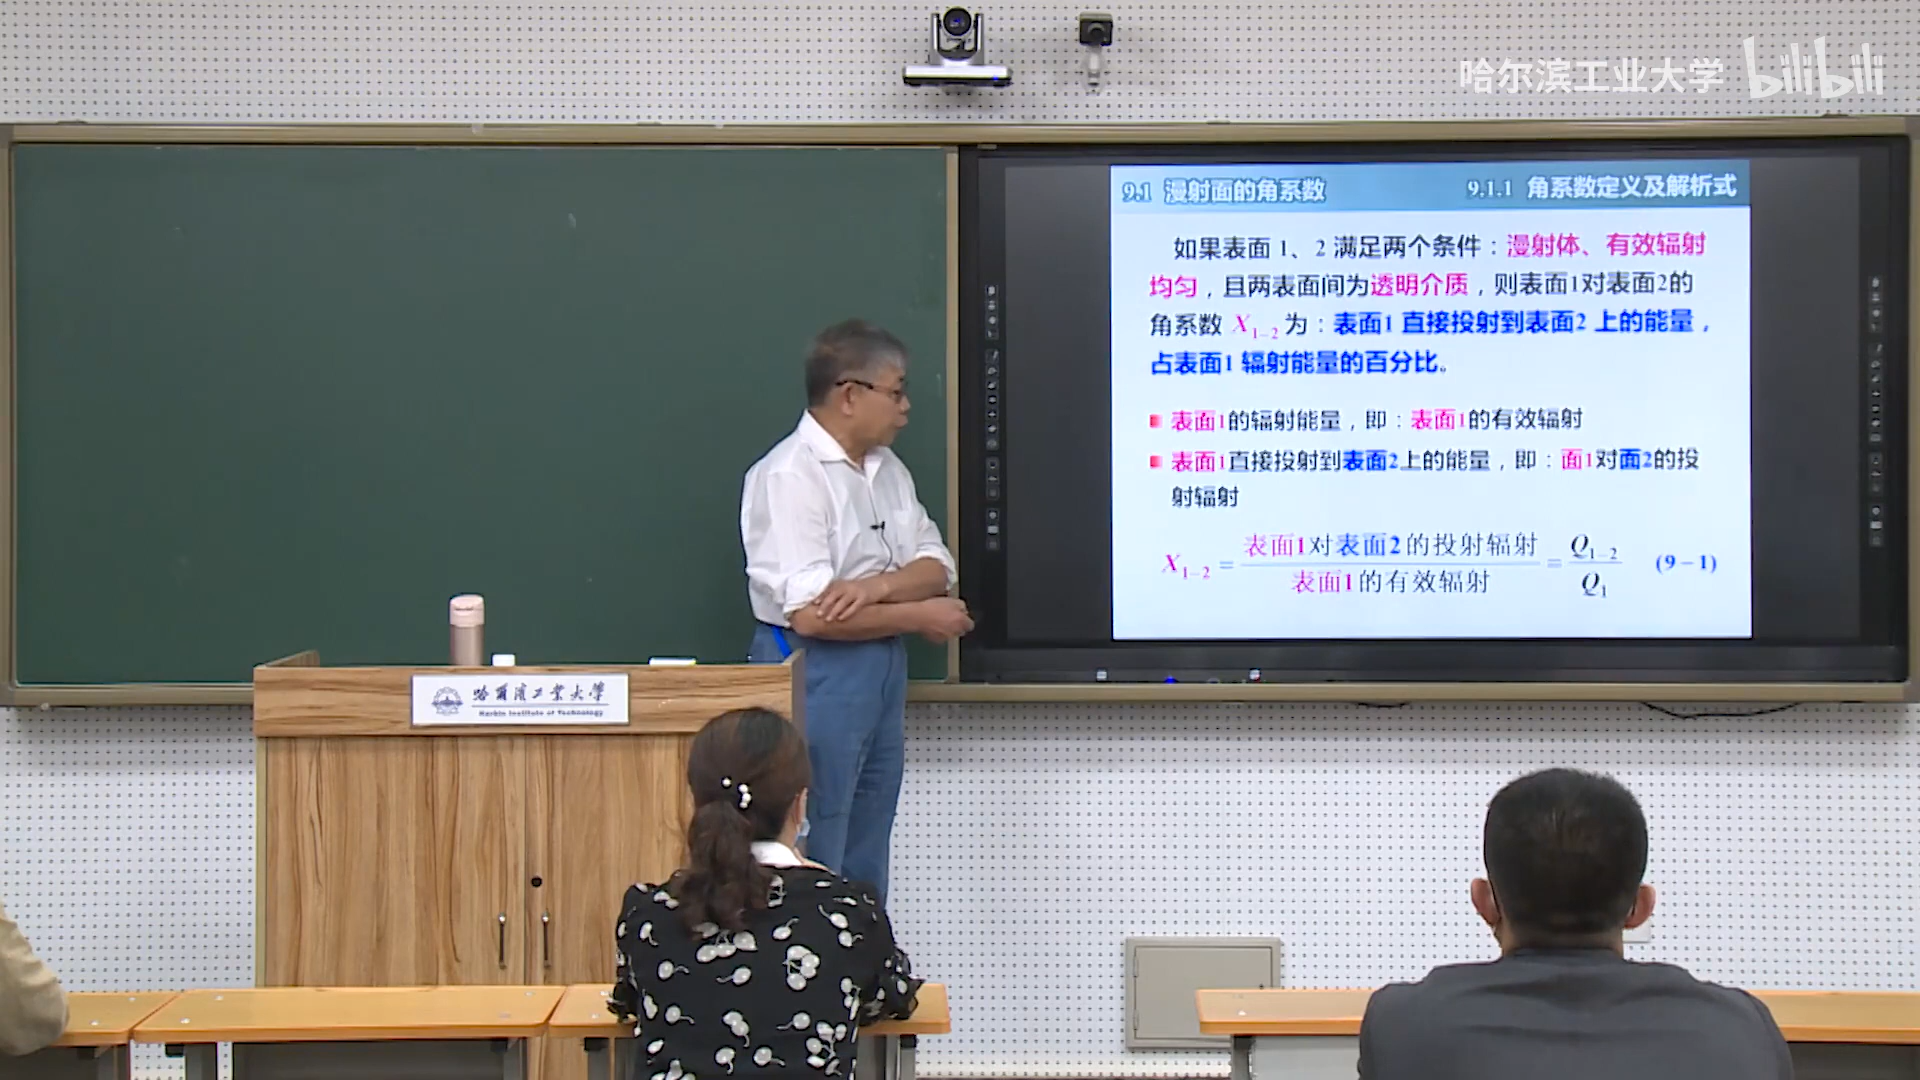 哈尔滨工业大学 bilibili
9.1 漫射面的角系数 9.1.1 角系数定义及解析式
如果表面 1、2 满足两个条件：漫射体、有效辐射
均匀，且两表面间为透明介质，则表面1对表面2的
角系数 X1-2 为：表面1 直接投射到表面2 上的能量，
占表面1 辐射能量的百分比。
表面1的辐射能量，即：表面1的有效辐射
表面1直接投射到表面2上的能量，即：面1对面2的投
射辐射
X1-2 = 表面1对表面2的投射辐射 / 表面1的有效辐射 = Q1-2 / Q1 (9-1)
哈爾濱工業大學
Harbin Institute of Technology